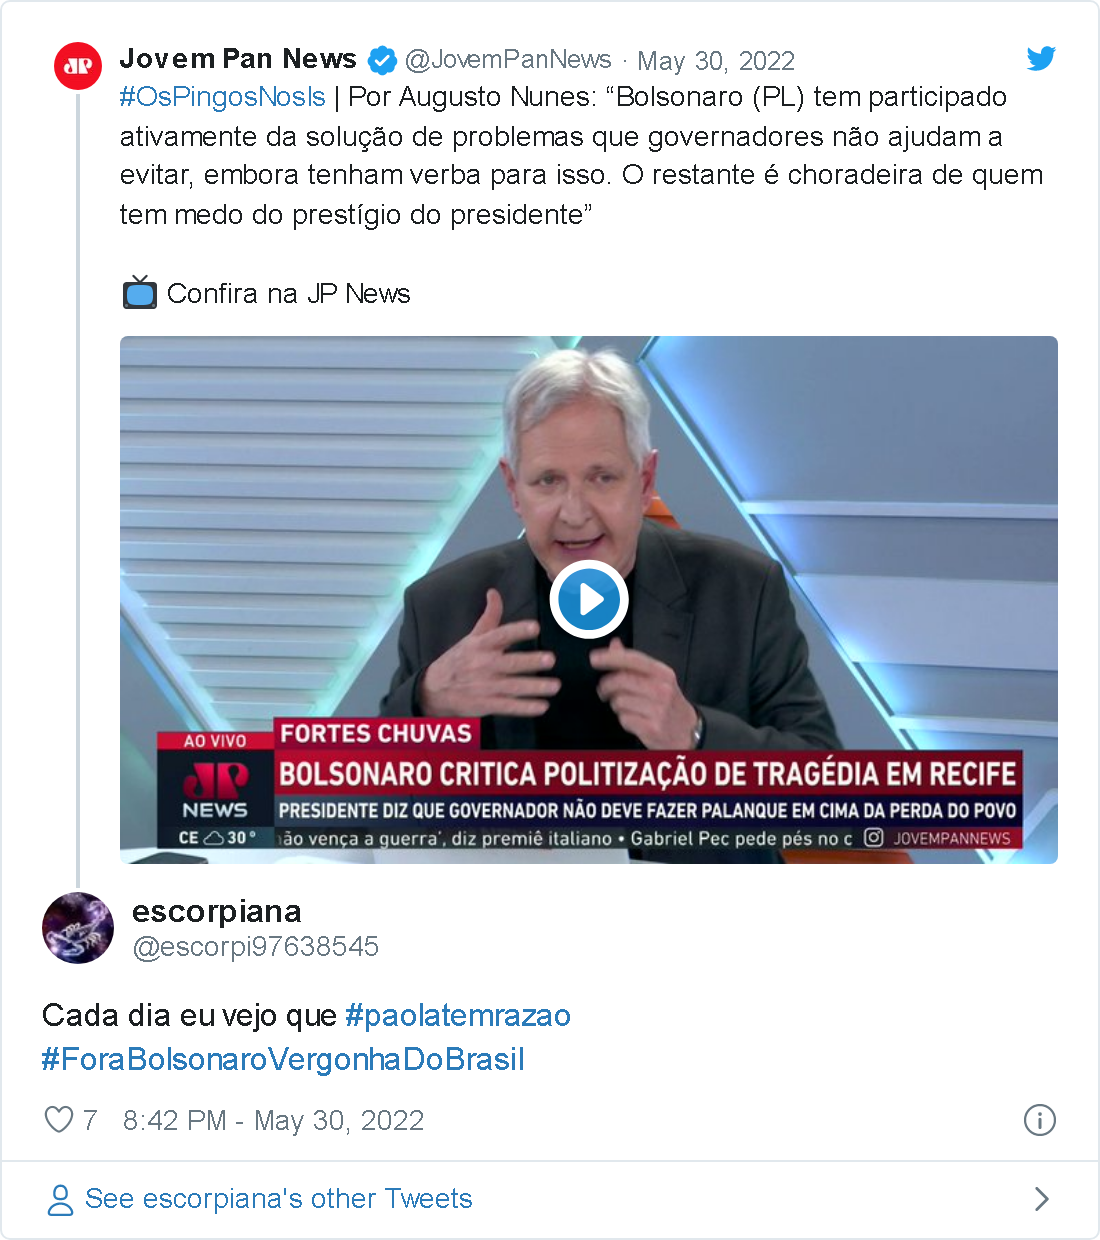 Jovem Pan News @JovemPanNews · May 30, 2022
#OsPingosNosIs | Por Augusto Nunes: “Bolsonaro (PL) tem participado
ativamente da solução de problemas que governadores não ajudam a
evitar, embora tenham verba para isso. O restante é choradeira de quem
tem medo do prestígio do presidente”
📺 Confira na JP News
FORTES CHUVAS
AO VIVO
BOLSONARO CRITICA POLITIZAÇÃO DE TRAGÉDIA EM RECIFE
JP
NEWS
PRESIDENTE DIZ QUE GOVERNADOR NÃO DEVE FAZER PALANQUE EM CIMA DA PERDA DO POVO
CE 30° não vença a guerra', diz premiê italiano • Gabriel Pec pede pés no c JOVEMPANNEWS
escorpiana
@escorpi97638545
Cada dia eu vejo que #paolatemrazao
#ForaBolsonaroVergonhaDoBrasil
7 8:42 PM - May 30, 2022
See escorpiana's other Tweets